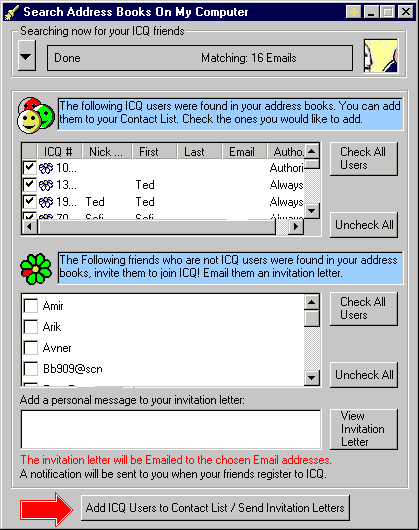 Search Address Books On My Computer
Searching now for your ICQ friends
Done Matching: 16 Emails
The following ICQ users were found in your address books. You can add
them to your Contact List. Check the ones you would like to add.
ICQ # Nick ... First Last Email Autho...
10... Authori
13... Ted Always
19... Ted Ted Always
Check All
Users
Uncheck All
The Following friends who are not ICQ users were found in your address
books, invite them to join ICQ! Email them an invitation letter.
Amir
Arik
Avner
Bb909@scn
Check All
Users
Uncheck All
Add a personal message to your invitation letter:
View
Invitation
Letter
The invitation letter will be Emailed to the chosen Email addresses.
A notification will be sent to you when your friends register to ICQ.
Add ICQ Users to Contact List / Send Invitation Letters